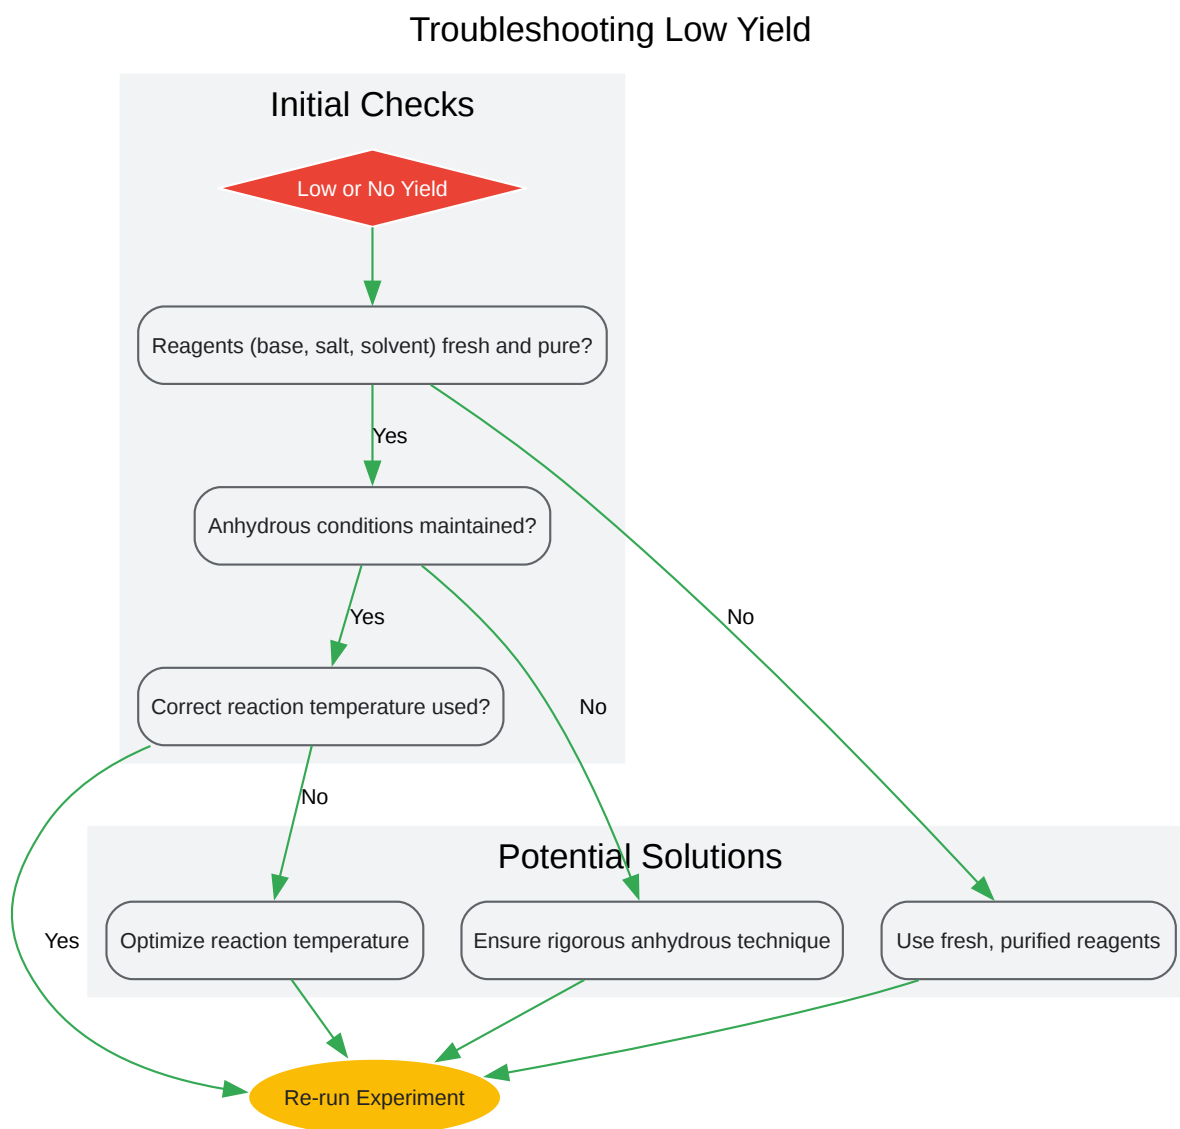 Troubleshooting Low Yield
Initial Checks
Low or No Yield
Reagents (base, salt, solvent) fresh and pure?
Yes
Anhydrous conditions maintained?
Yes
No
Correct reaction temperature used?
No
No
Potential Solutions
Optimize reaction temperature
Ensure rigorous anhydrous technique
Use fresh, purified reagents
Yes
Re-run Experiment